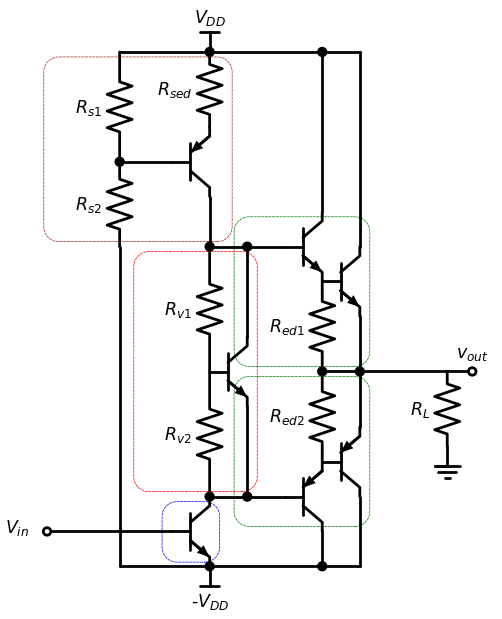 V_DD
R_sed
R_s1
R_s2
R_v1
R_ed1
v_out
R_ed2
R_L
R_v2
V_in
-V_DD